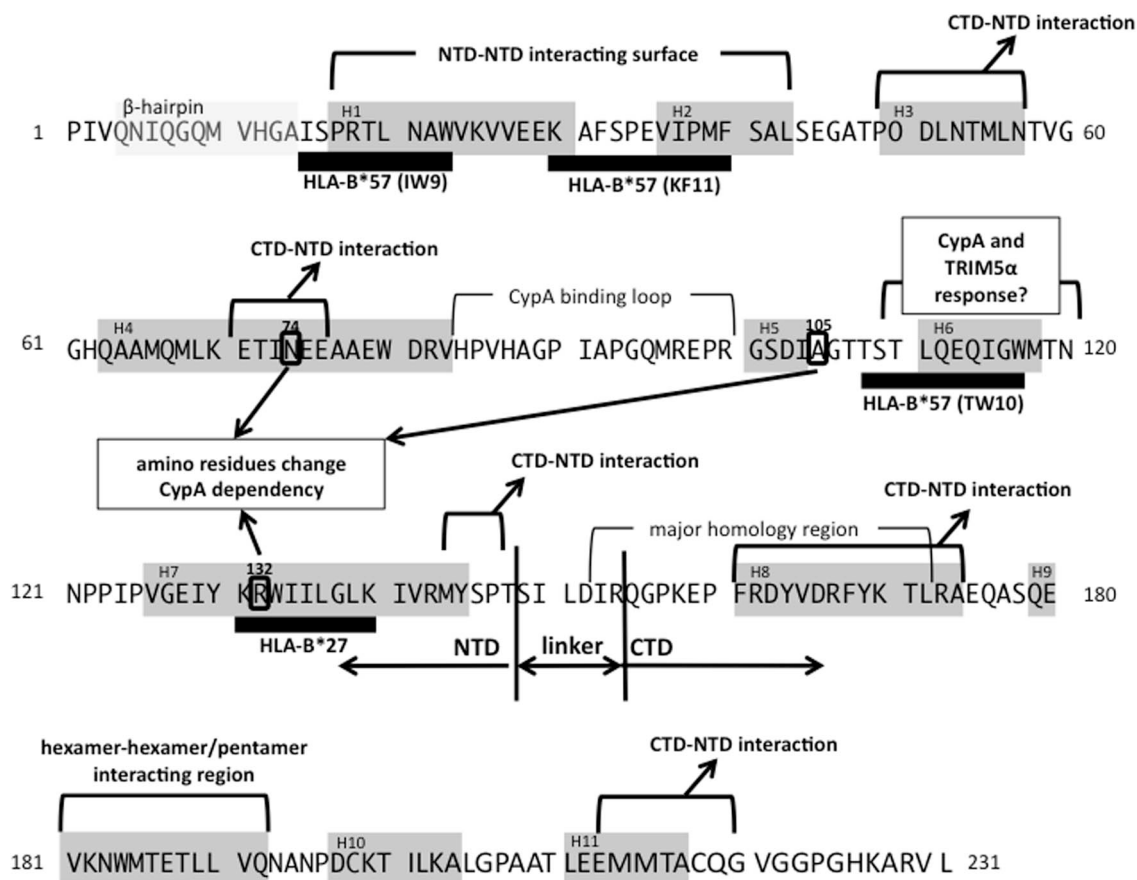 CTD-NTD interaction
NTD-NTD interacting surface
β-hairpin H1 H2 H3
1 PIVQNIQGQM VHGAISPRTL NAWVKVVEEK AFSPEVIPMF SALSEGATPO DLNTMLNTVG 60
HLA-B*57 (IW9) HLA-B*57 (KF11)
CTD-NTD interaction
CypA and
TRIM5α
response?
CypA binding loop
H4 74 H5 105 H6
61 GHQAAMQMLK ETINEEAAEW DRVHPVHAGP IAPGQMREPR GSDIAGTTST LQEQIGWMTN 120
HLA-B*57 (TW10)
amino residues change
CypA dependency
CTD-NTD interaction
CTD-NTD interaction
major homology region
H7 132 H8 H9
121 NPPIPVGEIY KRWIILGLK IVRMYSPTSI LDIRQGPKEP FRDYVDRFYK TLRAEQASQE 180
HLA-B*27
NTD linker CTD
hexamer-hexamer/pentamer
interacting region
CTD-NTD interaction
H10 H11
181 VKNWMTETLL VQNANPDCKT ILKALGPAAT LEEMMTACQG VGGPGHKARV L 231